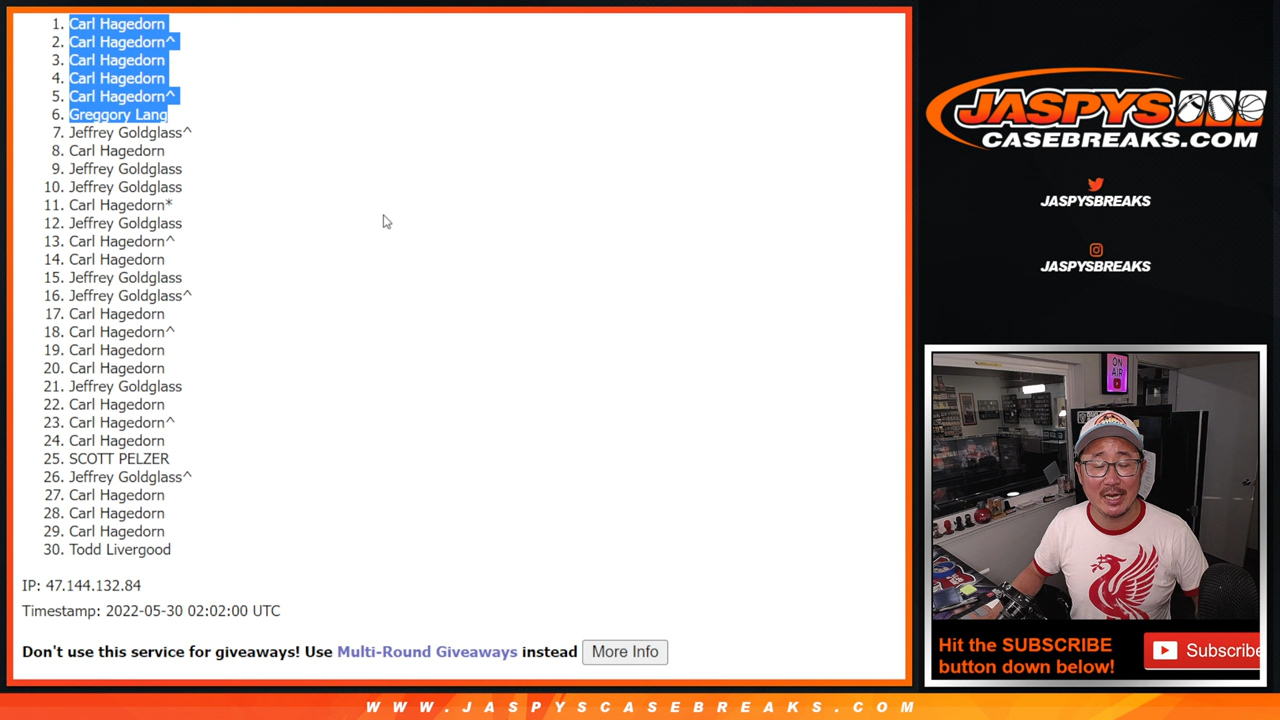 1. Carl Hagedorn
2. Carl Hagedorn^
3. Carl Hagedorn
4. Carl Hagedorn
5. Carl Hagedorn^
6. Greggory Lang
7. Jeffrey Goldglass^
8. Carl Hagedorn
9. Jeffrey Goldglass
10. Jeffrey Goldglass
11. Carl Hagedorn*
12. Jeffrey Goldglass
13. Carl Hagedorn^
14. Carl Hagedorn
15. Jeffrey Goldglass
16. Jeffrey Goldglass^
17. Carl Hagedorn
18. Carl Hagedorn^
19. Carl Hagedorn
20. Carl Hagedorn
21. Jeffrey Goldglass
22. Carl Hagedorn
23. Carl Hagedorn^
24. Carl Hagedorn
25. SCOTT PELZER
26. Jeffrey Goldglass^
27. Carl Hagedorn
28. Carl Hagedorn
29. Carl Hagedorn
30. Todd Livergood
IP: 47.144.132.84
Timestamp: 2022-05-30 02:02:00 UTC
Don't use this service for giveaways! Use Multi-Round Giveaways instead More Info
JASPYS
CASEBREAKS.COM
JASPYSBREAKS
JASPYSBREAKS
ON
AIR
Hit the SUBSCRIBE
button down below!
Subscribe
WWW.JASPYSCASEBREAKS.COM